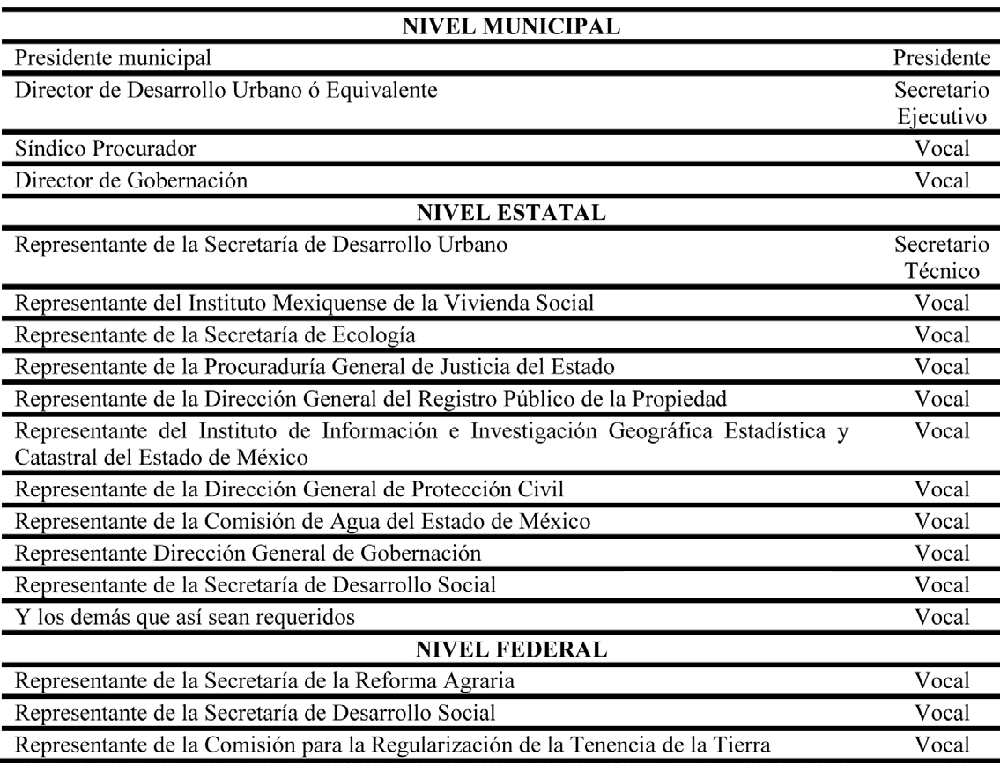 NIVEL MUNICIPAL
Presidente municipal Presidente
Director de Desarrollo Urbano ó Equivalente Secretario
Ejecutivo
Síndico Procurador Vocal
Director de Gobernación Vocal
NIVEL ESTATAL
Representante de la Secretaría de Desarrollo Urbano Secretario
Técnico
Representante del Instituto Mexiquense de la Vivienda Social Vocal
Representante de la Secretaría de Ecología Vocal
Representante de la Procuraduría General de Justicia del Estado Vocal
Representante de la Dirección General del Registro Público de la Propiedad Vocal
Representante del Instituto de Información e Investigación Geográfica Estadística y Vocal
Catastral del Estado de México
Representante de la Dirección General de Protección Civil Vocal
Representante de la Comisión de Agua del Estado de México Vocal
Representante Dirección General de Gobernación Vocal
Representante de la Secretaría de Desarrollo Social Vocal
Y los demás que así sean requeridos Vocal
NIVEL FEDERAL
Representante de la Secretaría de la Reforma Agraria Vocal
Representante de la Secretaría de Desarrollo Social Vocal
Representante de la Comisión para la Regularización de la Tenencia de la Tierra Vocal